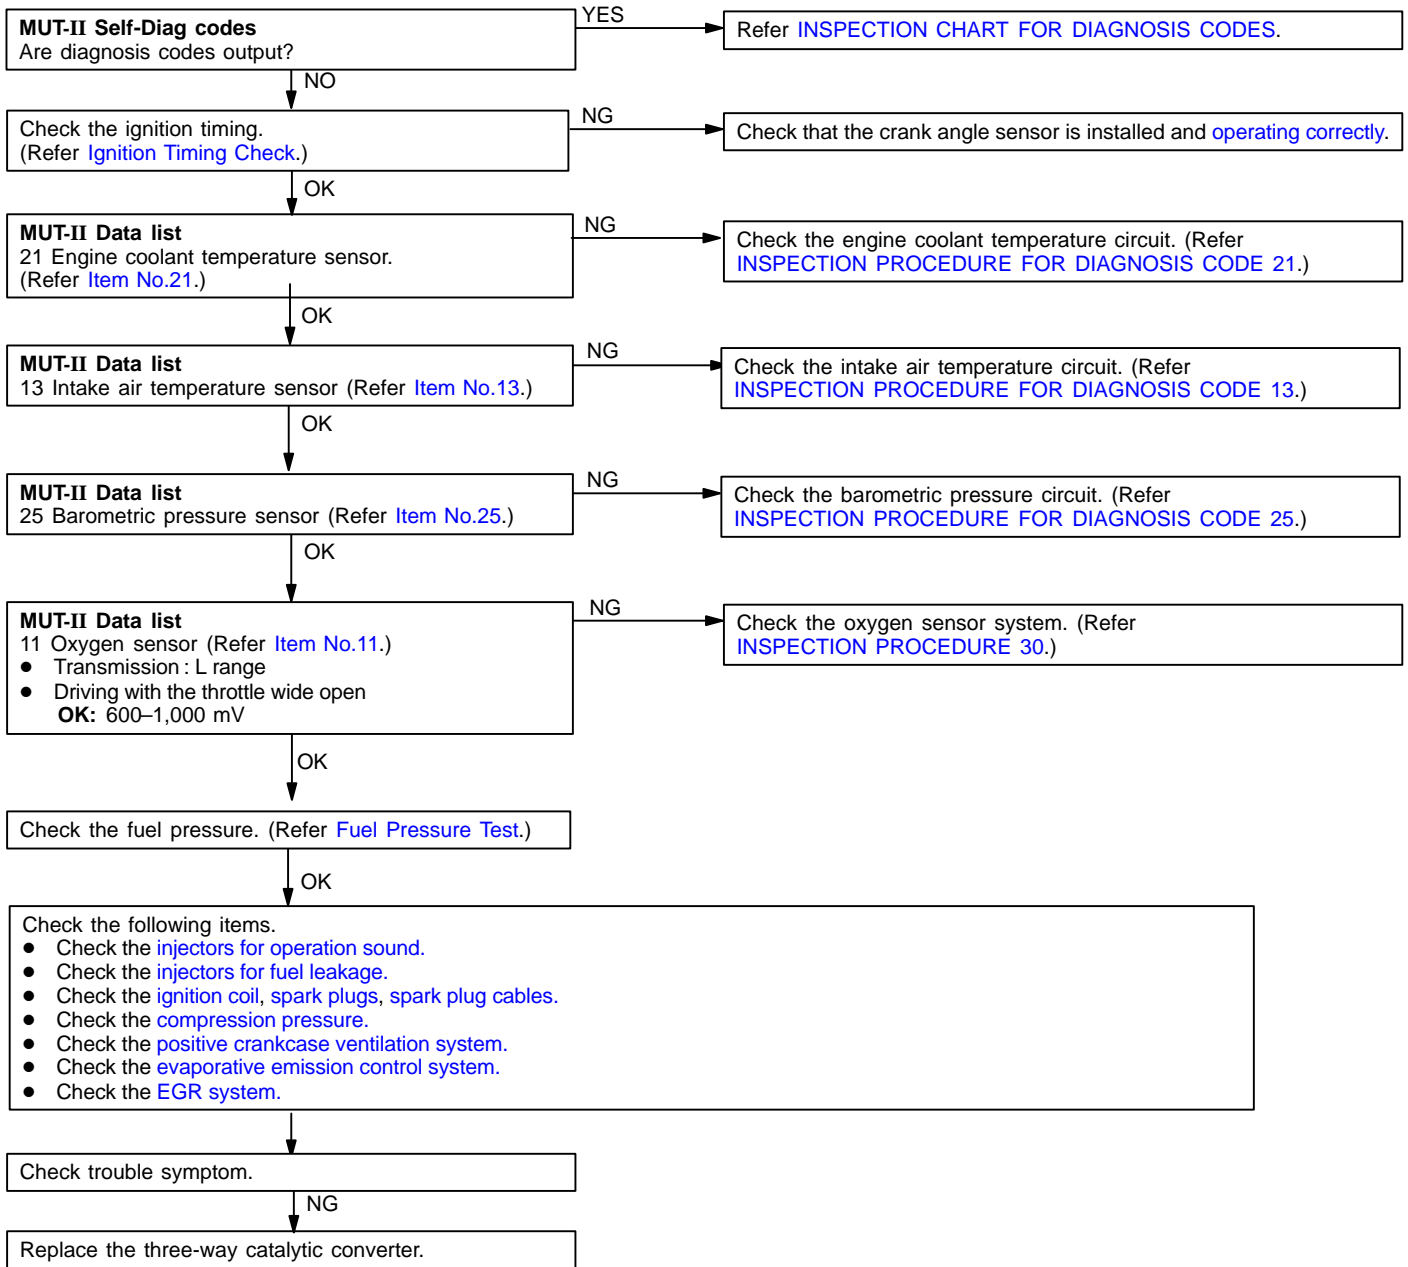 MUT-II Self-Diag codes
Are diagnosis codes output?
YES
Refer INSPECTION CHART FOR DIAGNOSIS CODES.
NO
Check the ignition timing.
(Refer Ignition Timing Check.)
NG
Check that the crank angle sensor is installed and operating correctly.
OK
MUT-II Data list
21 Engine coolant temperature sensor.
(Refer Item No.21.)
NG
Check the engine coolant temperature circuit. (Refer
INSPECTION PROCEDURE FOR DIAGNOSIS CODE 21.)
OK
MUT-II Data list
13 Intake air temperature sensor (Refer Item No.13.)
NG
Check the intake air temperature circuit. (Refer
INSPECTION PROCEDURE FOR DIAGNOSIS CODE 13.)
OK
MUT-II Data list
25 Barometric pressure sensor (Refer Item No.25.)
NG
Check the barometric pressure circuit. (Refer
INSPECTION PROCEDURE FOR DIAGNOSIS CODE 25.)
OK
MUT-II Data list
11 Oxygen sensor (Refer Item No.11.)
● Transmission : L range
● Driving with the throttle wide open
OK: 600–1,000 mV
NG
Check the oxygen sensor system. (Refer
INSPECTION PROCEDURE 30.)
OK
Check the fuel pressure. (Refer Fuel Pressure Test.)
OK
Check the following items.
● Check the injectors for operation sound.
● Check the injectors for fuel leakage.
● Check the ignition coil, spark plugs, spark plug cables.
● Check the compression pressure.
● Check the positive crankcase ventilation system.
● Check the evaporative emission control system.
● Check the EGR system.
Check trouble symptom.
NG
Replace the three-way catalytic converter.